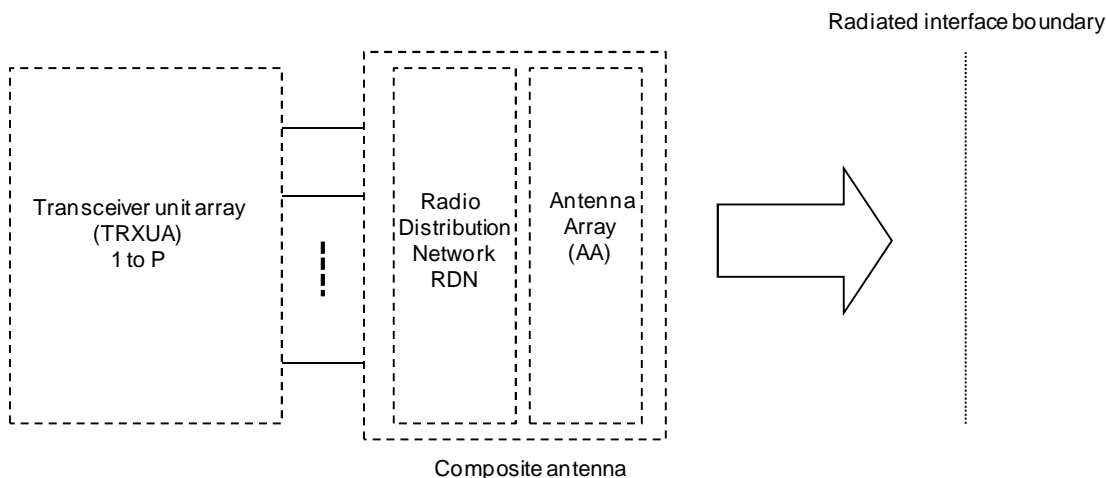 Radiated interface boundary
Transceiver unit array
(TRXUA)
1 to P
Radio
Distribution
Network
RDN
Antenna
Array
(AA)
Composite antenna